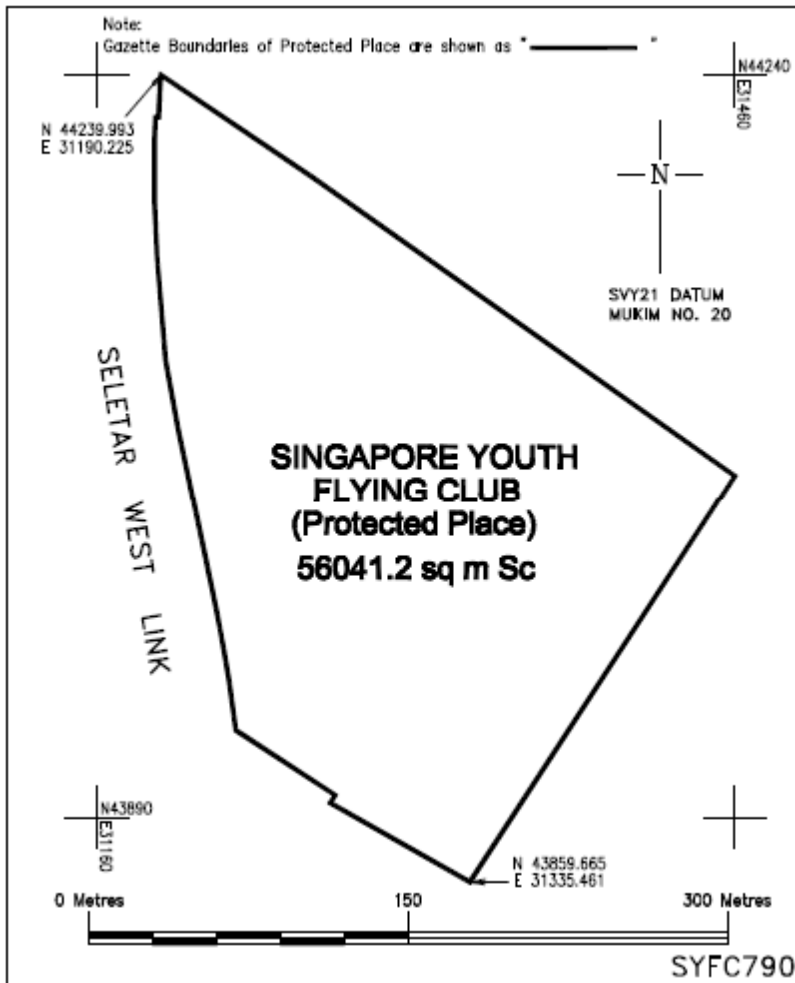 Note:
Gazette Boundaries of Protected Place are shown as " "
N44240
E31460
N 44239.993
E 31190.225
N
SVY21 DATUM
MUKIM NO. 20
SELETAR WEST LINK
SINGAPORE YOUTH
FLYING CLUB
(Protected Place)
56041.2 sq m Sc
N43890
E31160
N 43859.665
E 31335.461
0 Metres 150 300 Metres
SYFC790